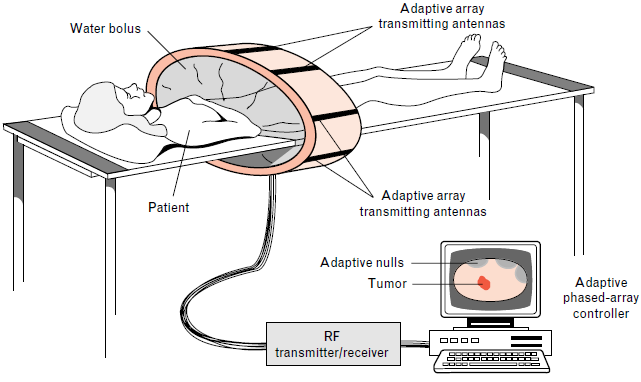 Adaptive array
transmitting antennas
Water bolus
Patient
Adaptive array
transmitting antennas
Adaptive nulls
Tumor
Adaptive
phased-array
controller
RF
transmitter/receiver